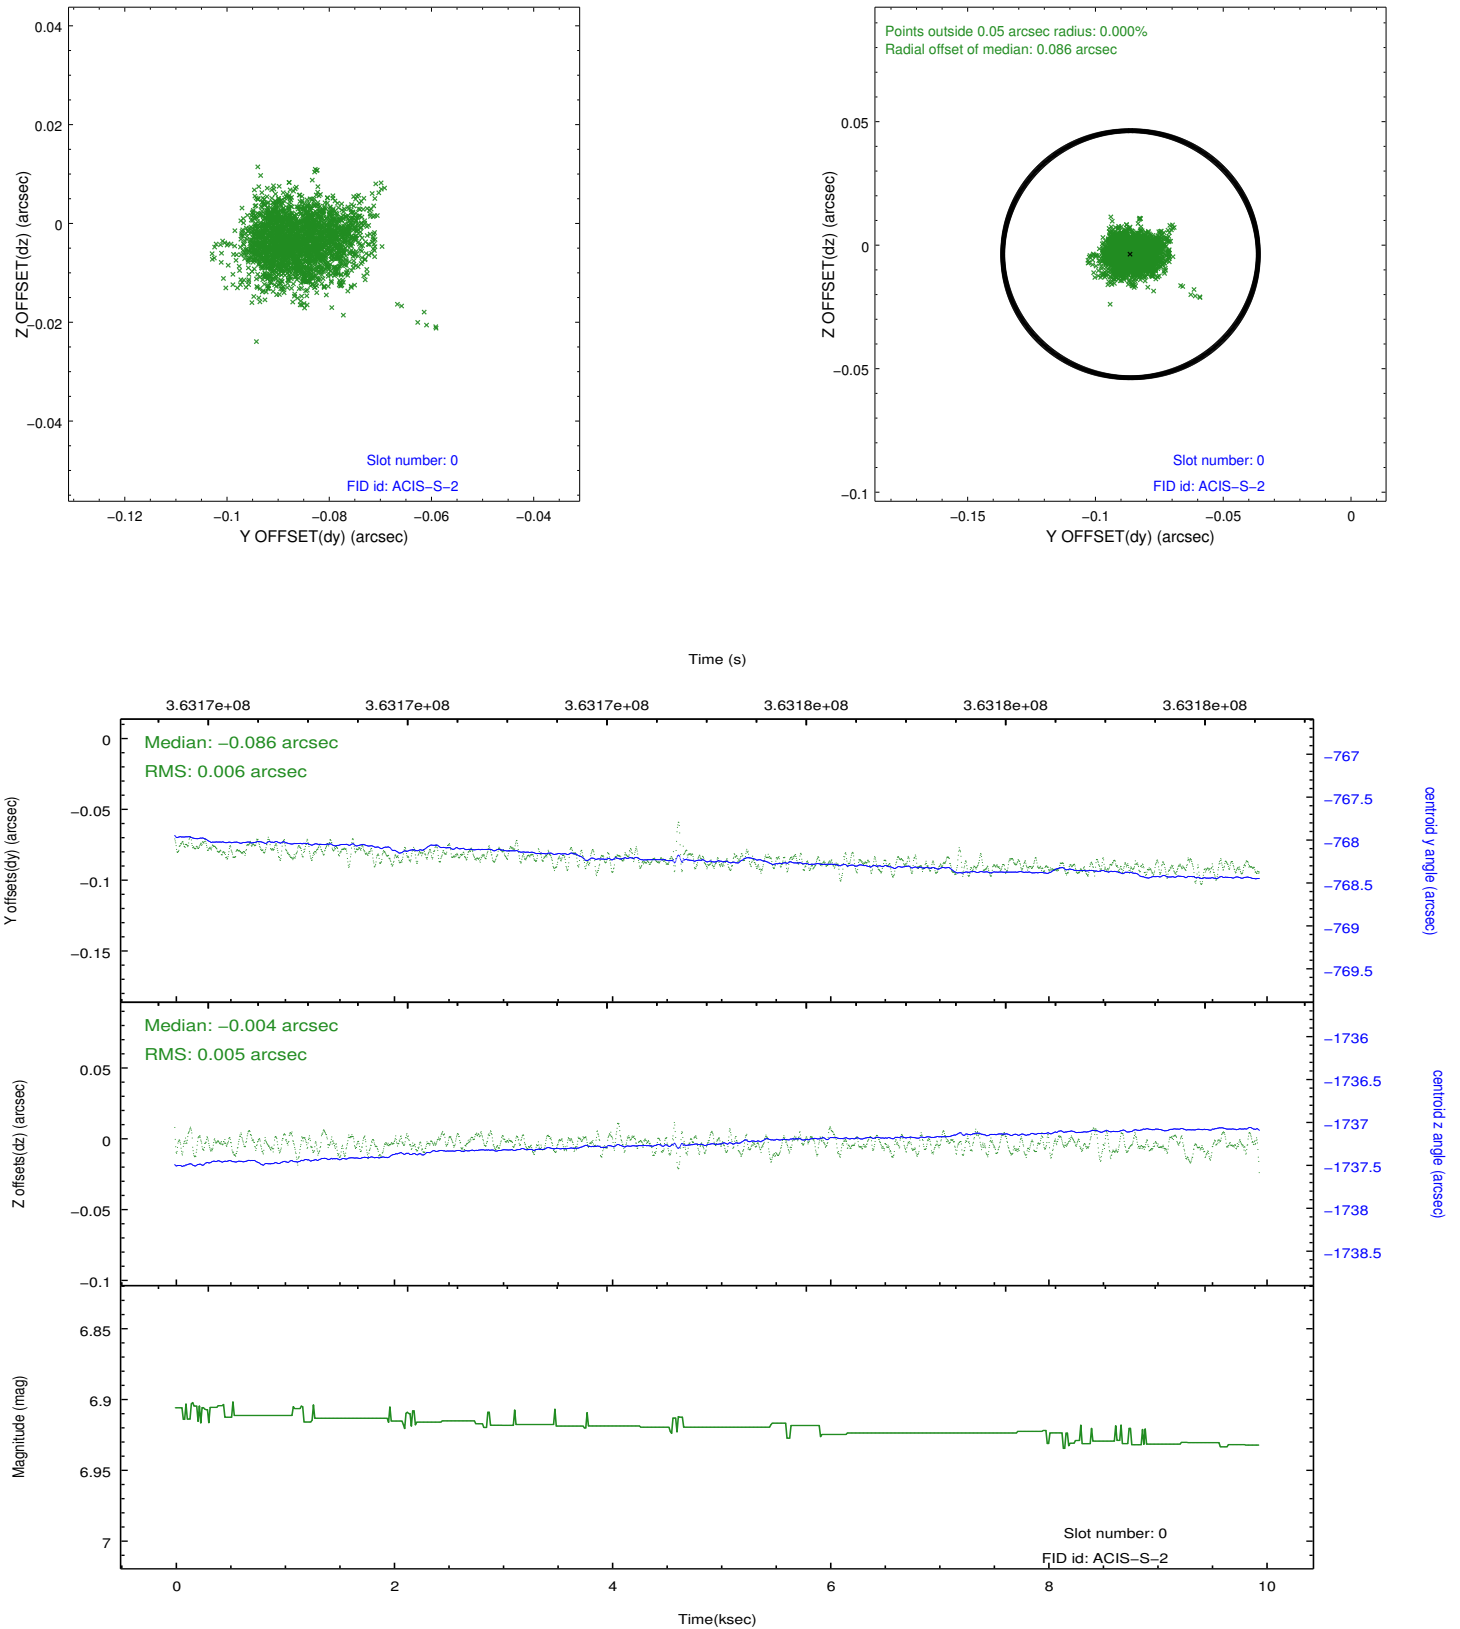 0.04
0.02
0
−0.02
−0.04
Z OFFSET(dz) (arcsec)
Slot number: 0
FID id: ACIS−S−2
−0.12
−0.1
−0.08
−0.06
−0.04
Y OFFSET(dy) (arcsec)
Points outside 0.05 arcsec radius: 0.000%
Radial offset of median: 0.086 arcsec
0.05
0
−0.05
−0.1
Z OFFSET(dz) (arcsec)
Slot number: 0
FID id: ACIS−S−2
−0.15
−0.1
−0.05
0
Y OFFSET(dy) (arcsec)
Time (s)
3.6317e+08
3.6317e+08
3.6317e+08
3.6318e+08
3.6318e+08
3.6318e+08
Median: −0.086 arcsec
RMS: 0.006 arcsec
0
−0.05
−0.1
−0.15
Y offsets(dy) (arcsec)
−767
−767.5
−768
−768.5
−769
−769.5
centroid y angle (arcsec)
Median: −0.004 arcsec
RMS: 0.005 arcsec
0.05
0
−0.05
−0.1
Z offsets(dz) (arcsec)
−1736
−1736.5
−1737
−1737.5
−1738
−1738.5
centroid z angle (arcsec)
6.85
6.9
6.95
7
Magnitude (mag)
Slot number: 0
FID id: ACIS−S−2
0
2
4
6
8
10
Time(ksec)